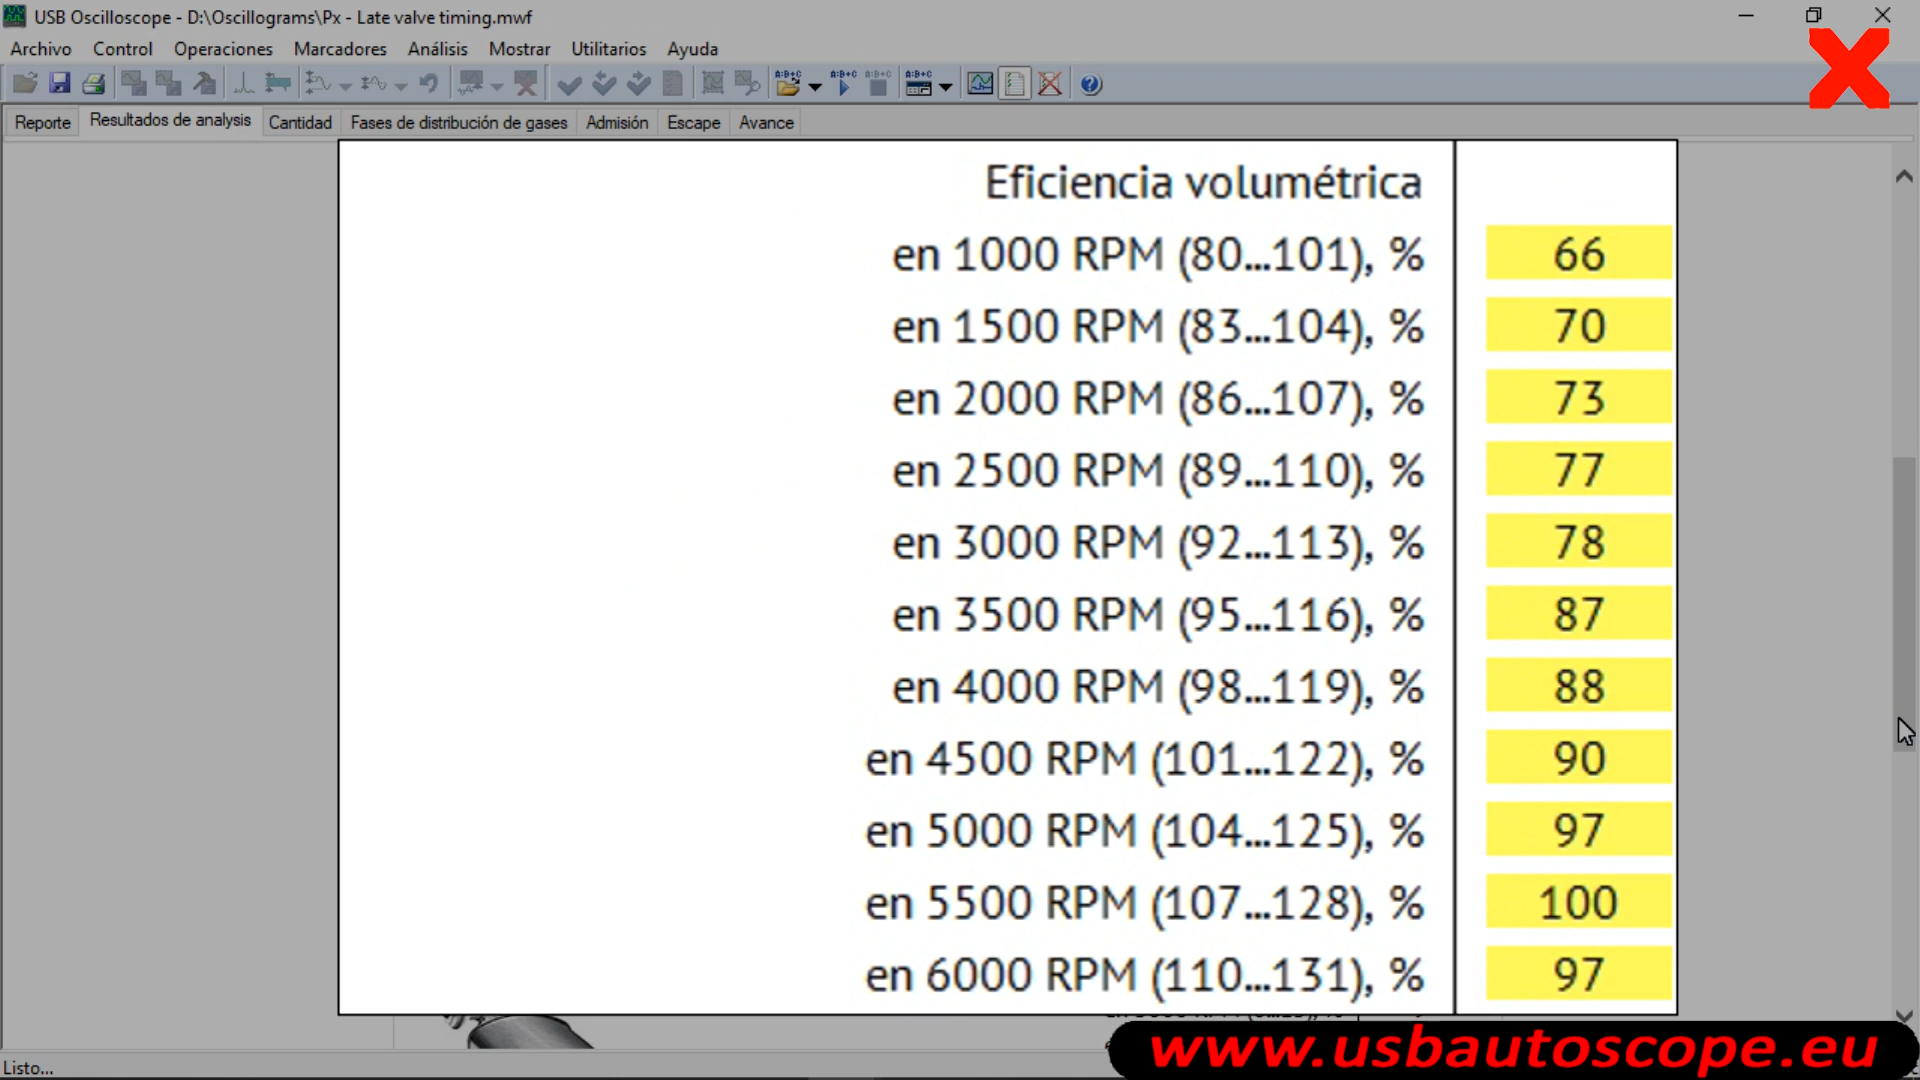 USB Oscilloscope - D:\Oscillograms\Px - Late valve timing.mwf
Archivo Control Operaciones Marcadores Análisis Mostrar Utilitarios Ayuda
A:B+C A:B+C A:B+C A:B+C
Reporte Resultados de analysis Cantidad Fases de distribución de gases Admisión Escape Avance
Eficiencia volumétrica
en 1000 RPM (80...101), % 66
en 1500 RPM (83...104), % 70
en 2000 RPM (86...107), % 73
en 2500 RPM (89...110), % 77
en 3000 RPM (92...113), % 78
en 3500 RPM (95...116), % 87
en 4000 RPM (98...119), % 88
en 4500 RPM (101...122), % 90
en 5000 RPM (104...125), % 97
en 5500 RPM (107...128), % 100
en 6000 RPM (110...131), % 97
www.usbautoscope.eu
Listo...